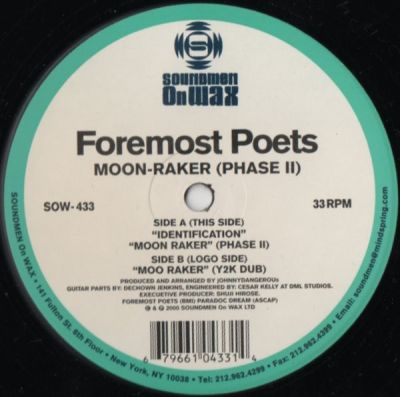 SOUNDMEN
On WAX
Foremost Poets
MOON-RAKER (PHASE II)
SOW-433
33 RPM
SIDE A (THIS SIDE)
"IDENTIFICATION"
"MOON RAKER" (PHASE II)
SIDE B (LOGO SIDE)
"MOO RAKER" (Y2K DUB)
PRODUCED AND ARRANGED BY JOHNNYDANGEROUs
GUITAR PARTS BY: DECHOWN JENKINS, ENGINEERED BY: CESAR KELLY AT DML STUDIOS.
EXECUETIVE PRODUCER: SHUJI HIROSE.
FOREMOST POETS (BMI) PARADOC DREAM (ASCAP)
℗ & © 2000 SOUNDMEN On WAX LTD
6 79661 04331 4
SOUNDMEN On WAX • 141 Fulton St. 6th Floor • New York, NY 10038 • Tel: 212.962.4299 • Fax: 212.962.4399 • Email: soundmen@mindspring.com